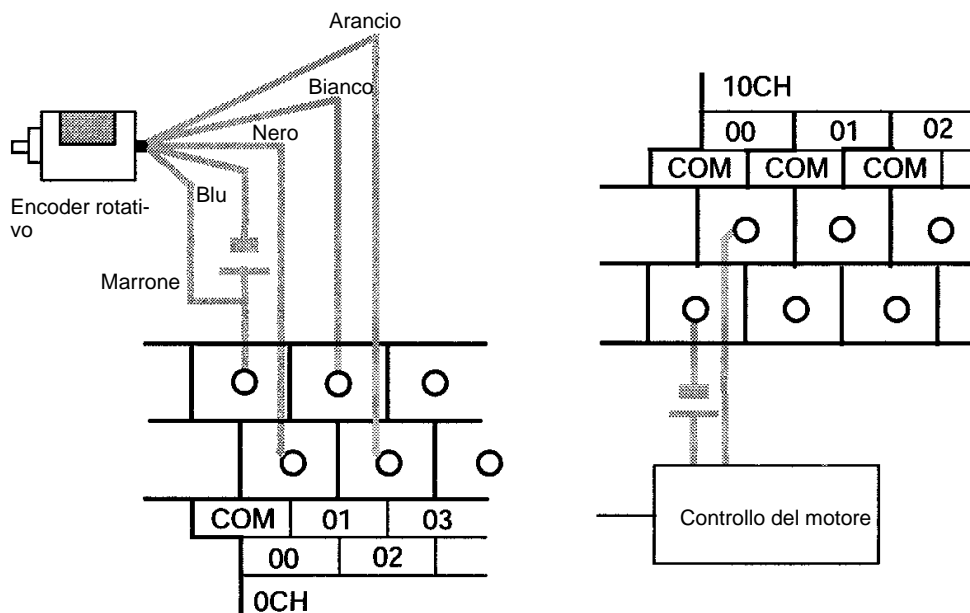 Arancio
Bianco
Nero
Blu
Encoder rotati-
vo
Marrone
COM 01 03
00 02
0CH
10CH
00 01 02
COM COM COM
Controllo del motore